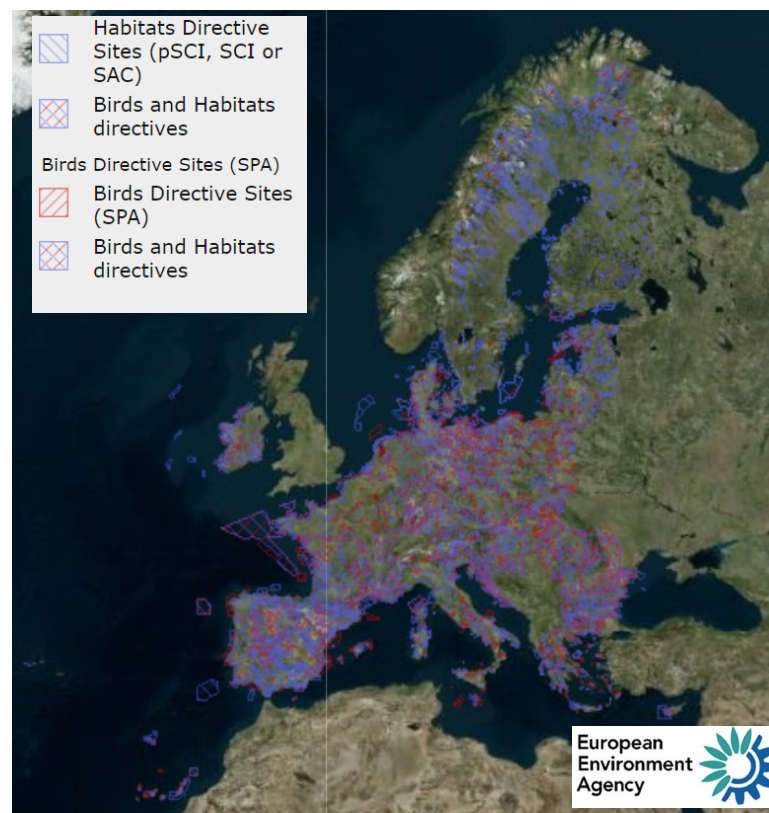 Habitats Directive
Sites (pSCI, SCI or
SAC)
Birds and Habitats
directives
Birds Directive Sites (SPA)
Birds Directive Sites
(SPA)
Birds and Habitats
directives
European
Environment
Agency